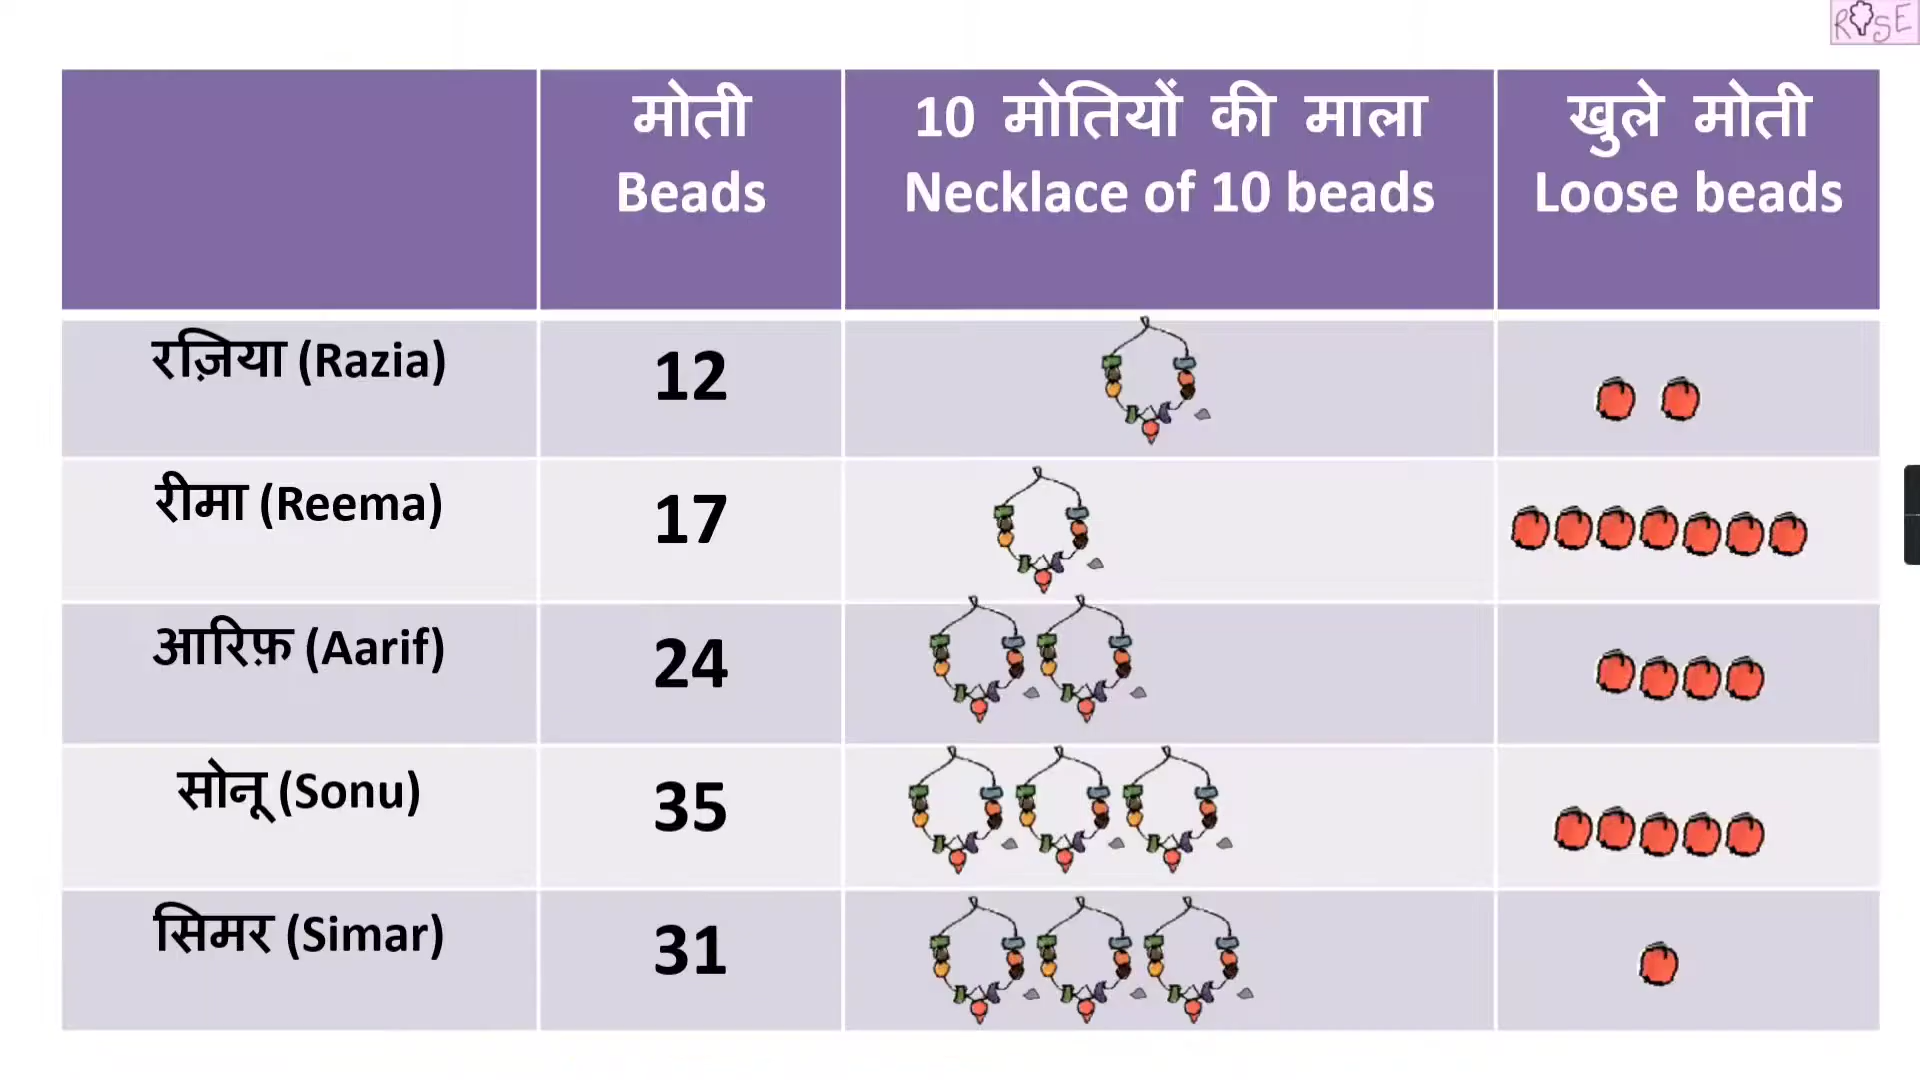 R SE
मोती
Beads
10 मोतियों की माला
Necklace of 10 beads
खुले मोती
Loose beads
रज़िया (Razia)
12
रीमा (Reema)
17
आरिफ़ (Aarif)
24
सोनू (Sonu)
35
सिमर (Simar)
31